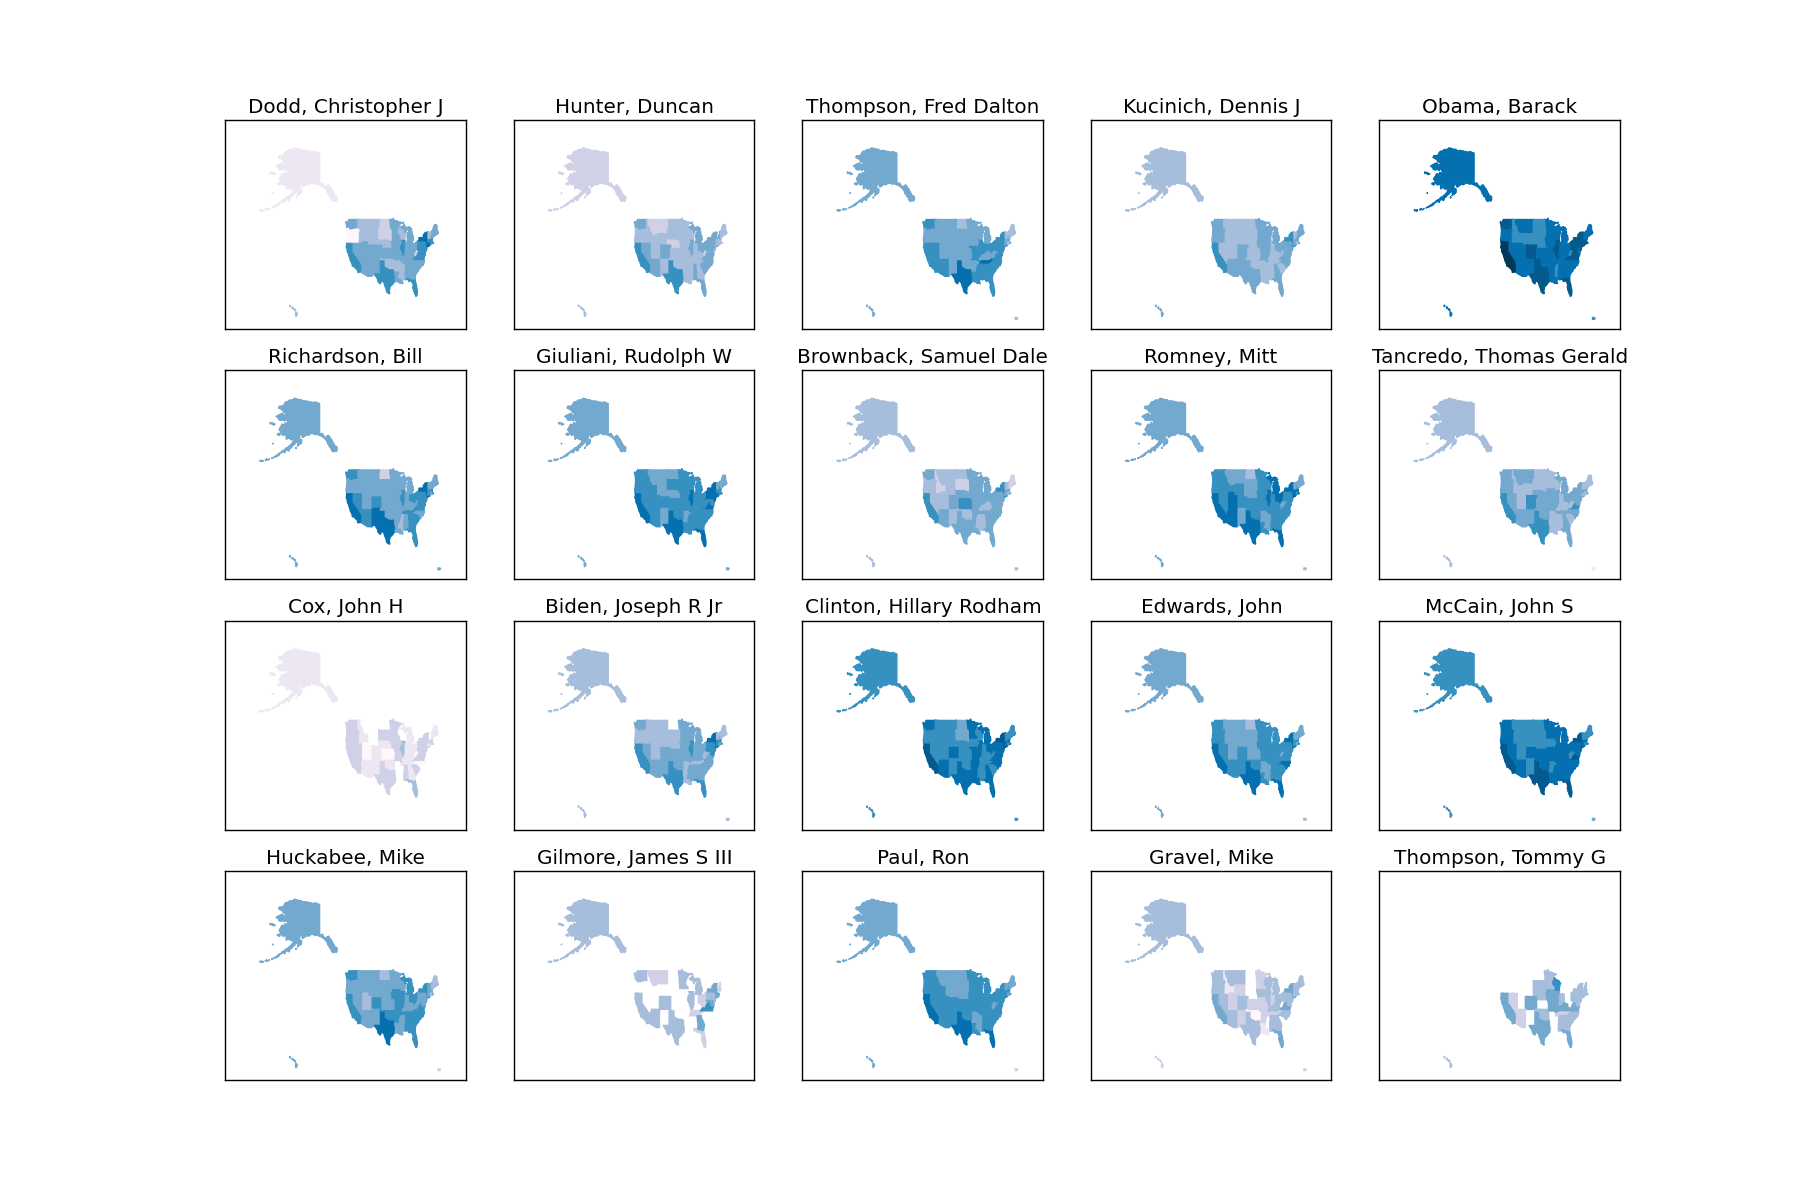 Dodd, Christopher J
Hunter, Duncan
Thompson, Fred Dalton
Kucinich, Dennis J
Obama, Barack
Richardson, Bill
Giuliani, Rudolph W
Brownback, Samuel Dale
Romney, Mitt
Tancredo, Thomas Gerald
Cox, John H
Biden, Joseph R Jr
Clinton, Hillary Rodham
Edwards, John
McCain, John S
Huckabee, Mike
Gilmore, James S III
Paul, Ron
Gravel, Mike
Thompson, Tommy G